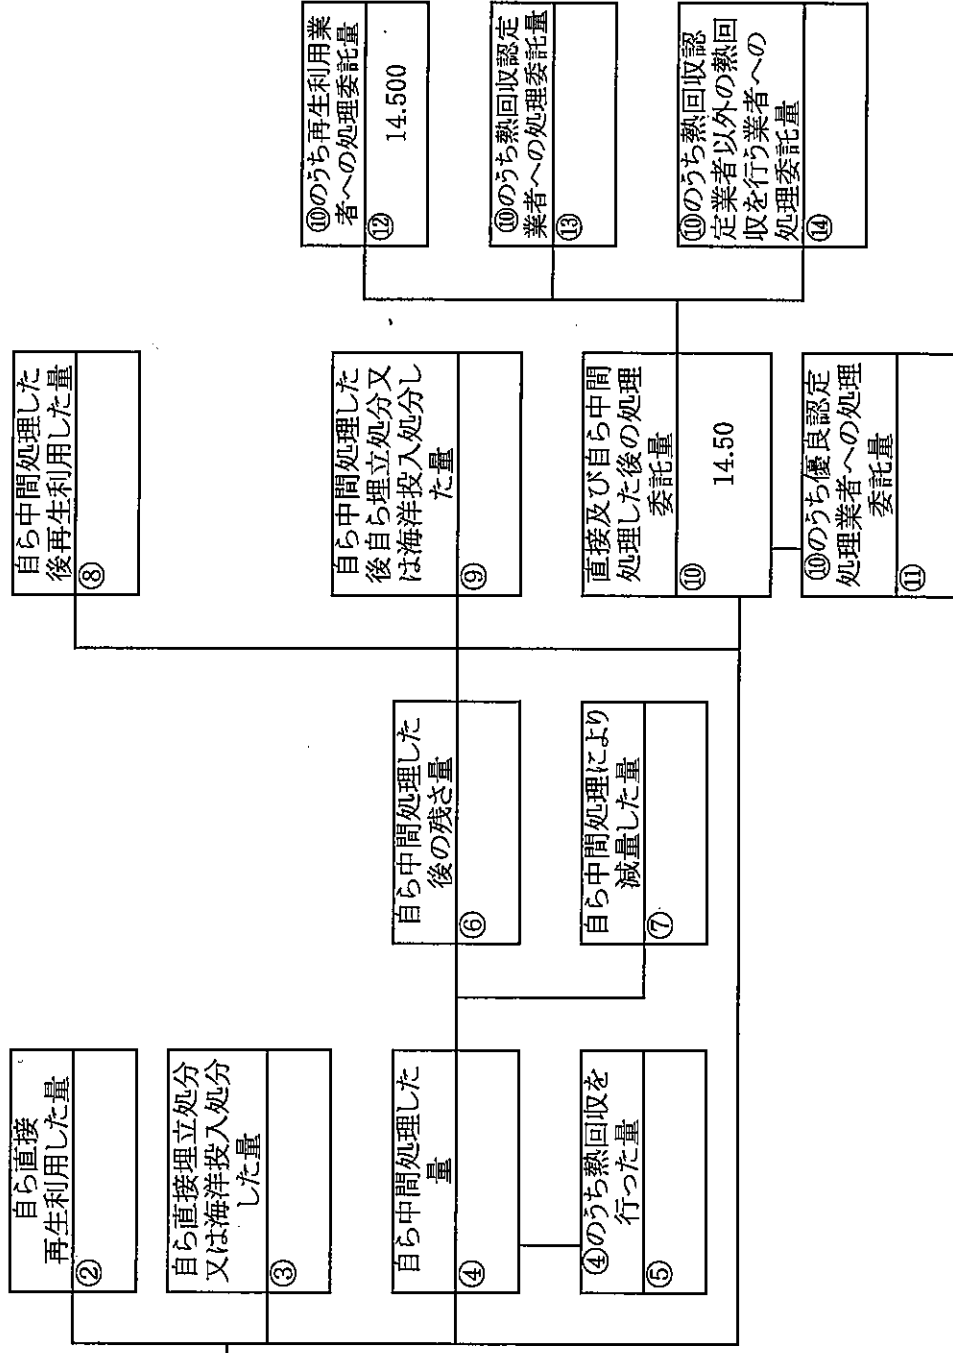 自ら直接
再生利用した量
②
自ら直接埋立処分
又は海洋投入処分
した量
③
自ら中間処理した
量
④
④のうち熱回収を
行った量
⑤
自ら中間処理した
後の残さ量
⑥
自ら中間処理により
減量した量
⑦
自ら中間処理した
後再生利用した量
⑧
自ら中間処理した
後自ら埋立処分又
は海洋投入処分し
た量
⑨
直接及び自ら中間
処理した後の処理
委託量
⑩
14.50
⑩のうち優良認定
処理業者への処理
委託量
⑪
⑩のうち再生利用業
者への処理委託量
⑫
14.500
⑩のうち熱回収認定
業者への処理委託量
⑬
⑩のうち熱回収認
定業者以外の熱回
収を行う業者への
処理委託量
⑭